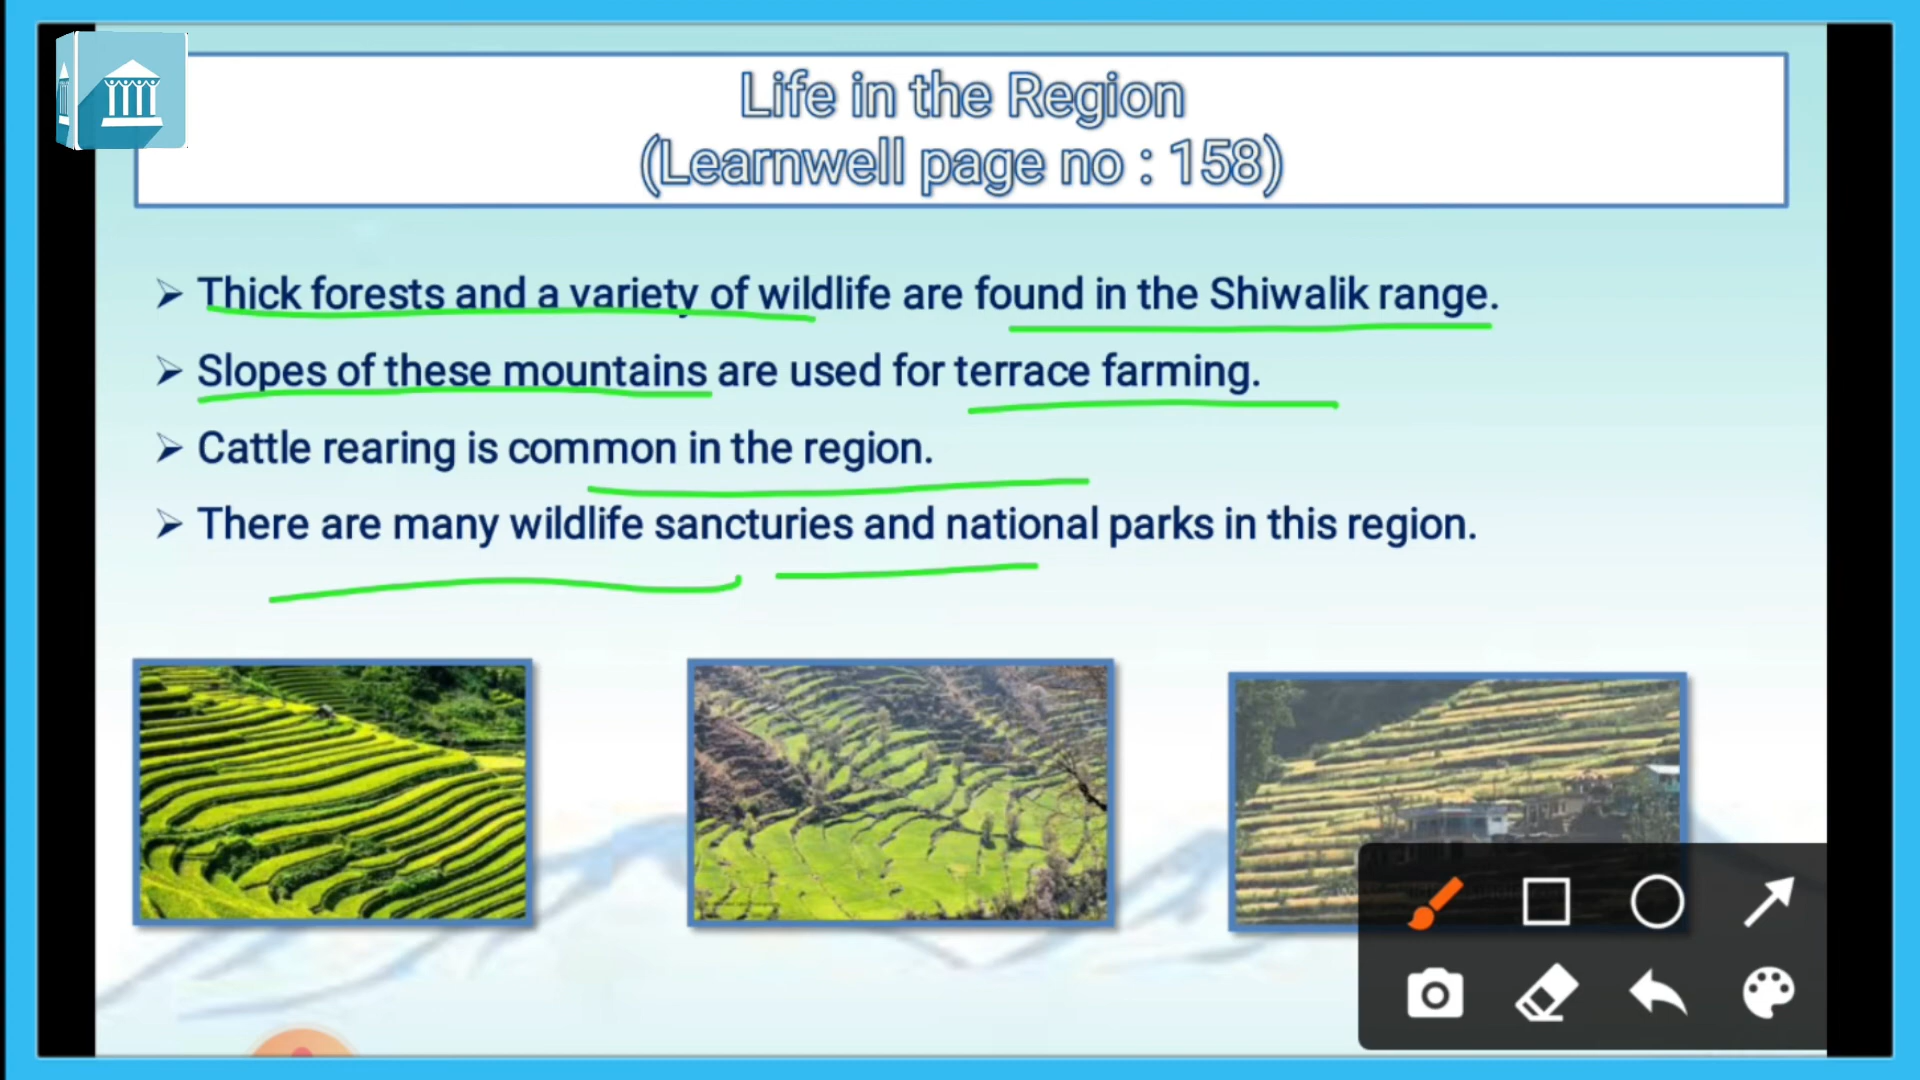 Life in the Region
(Learnwell page no : 158)
➢ Thick forests and a variety of wildlife are found in the Shiwalik range.
➢ Slopes of these mountains are used for terrace farming.
➢ Cattle rearing is common in the region.
➢ There are many wildlife sancturies and national parks in this region.